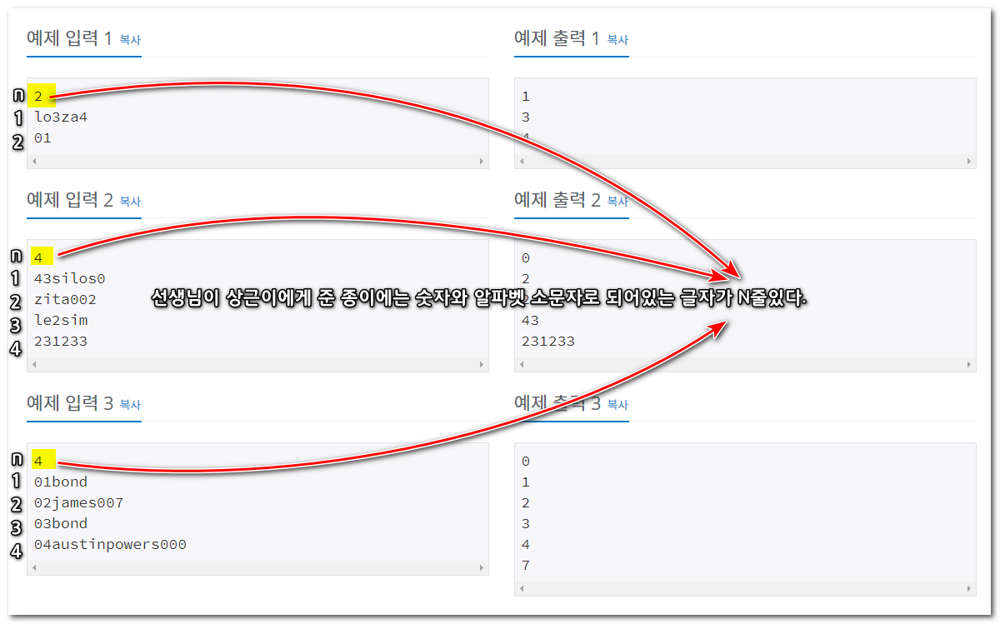 예제 입력 1 복사
n 2
1 lo3za4
2 01
예제 출력 1 복사
1
3
4
예제 입력 2 복사
n 4
1 43silos0
2 zita002
3 le2sim
4 231233
예제 출력 2 복사
0
2
2
43
231233
선생님이 상근이에게 준 종이에는 숫자와 알파벳 소문자로 되어있는 글자가 N줄있다.
예제 입력 3 복사
n 4
1 01bond
2 02james007
3 03bond
4 04austinpowers000
예제 출력 3 복사
0
1
2
3
4
7